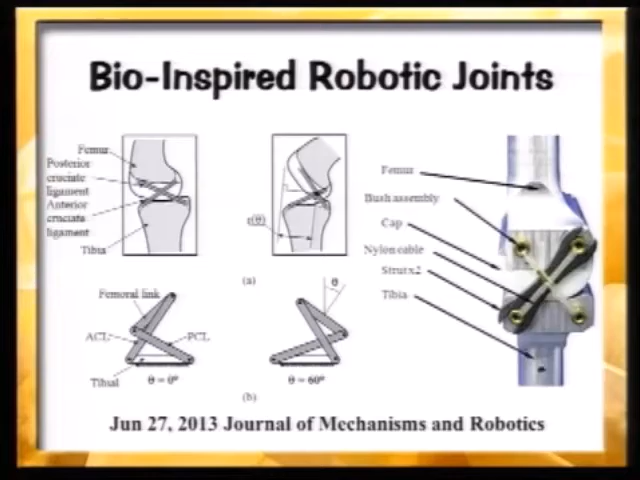 Bio-Inspired Robotic Joints
Femur
Posterior
cruciate
ligament
Anterior
cruciate
ligament
Tibia
r(θ)
(a)
Femoral link
ACL
PCL
Tibial
θ = 0°
θ
θ = 60°
(b)
Femur
Bush assembly
Cap
Nylon cable
Strut x2
Tibia
Jun 27, 2013 Journal of Mechanisms and Robotics